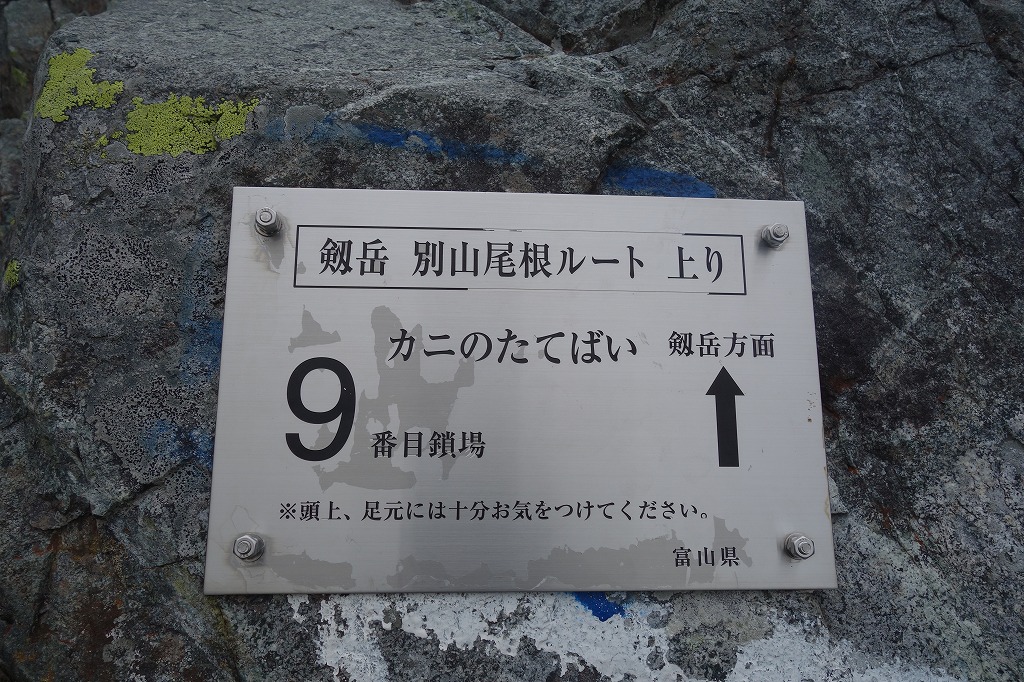 劔岳 別山尾根ルート 上り
カニのたてばい
劔岳方面
9番目鎖場
※頭上、足元には十分お気をつけてください。
富山県